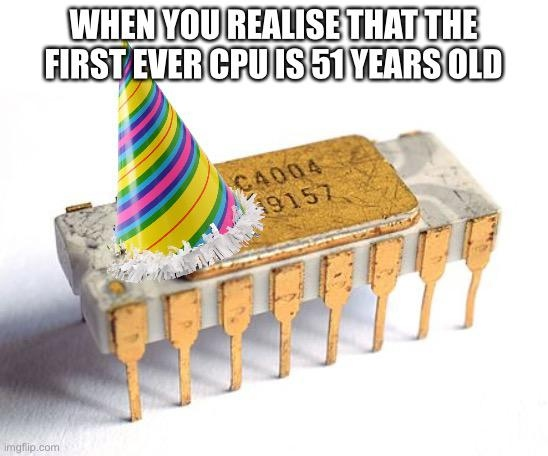 WHEN YOU REALISE THAT THE
FIRST EVER CPU IS 51 YEARS OLD
C4004
9157
imgflip.com